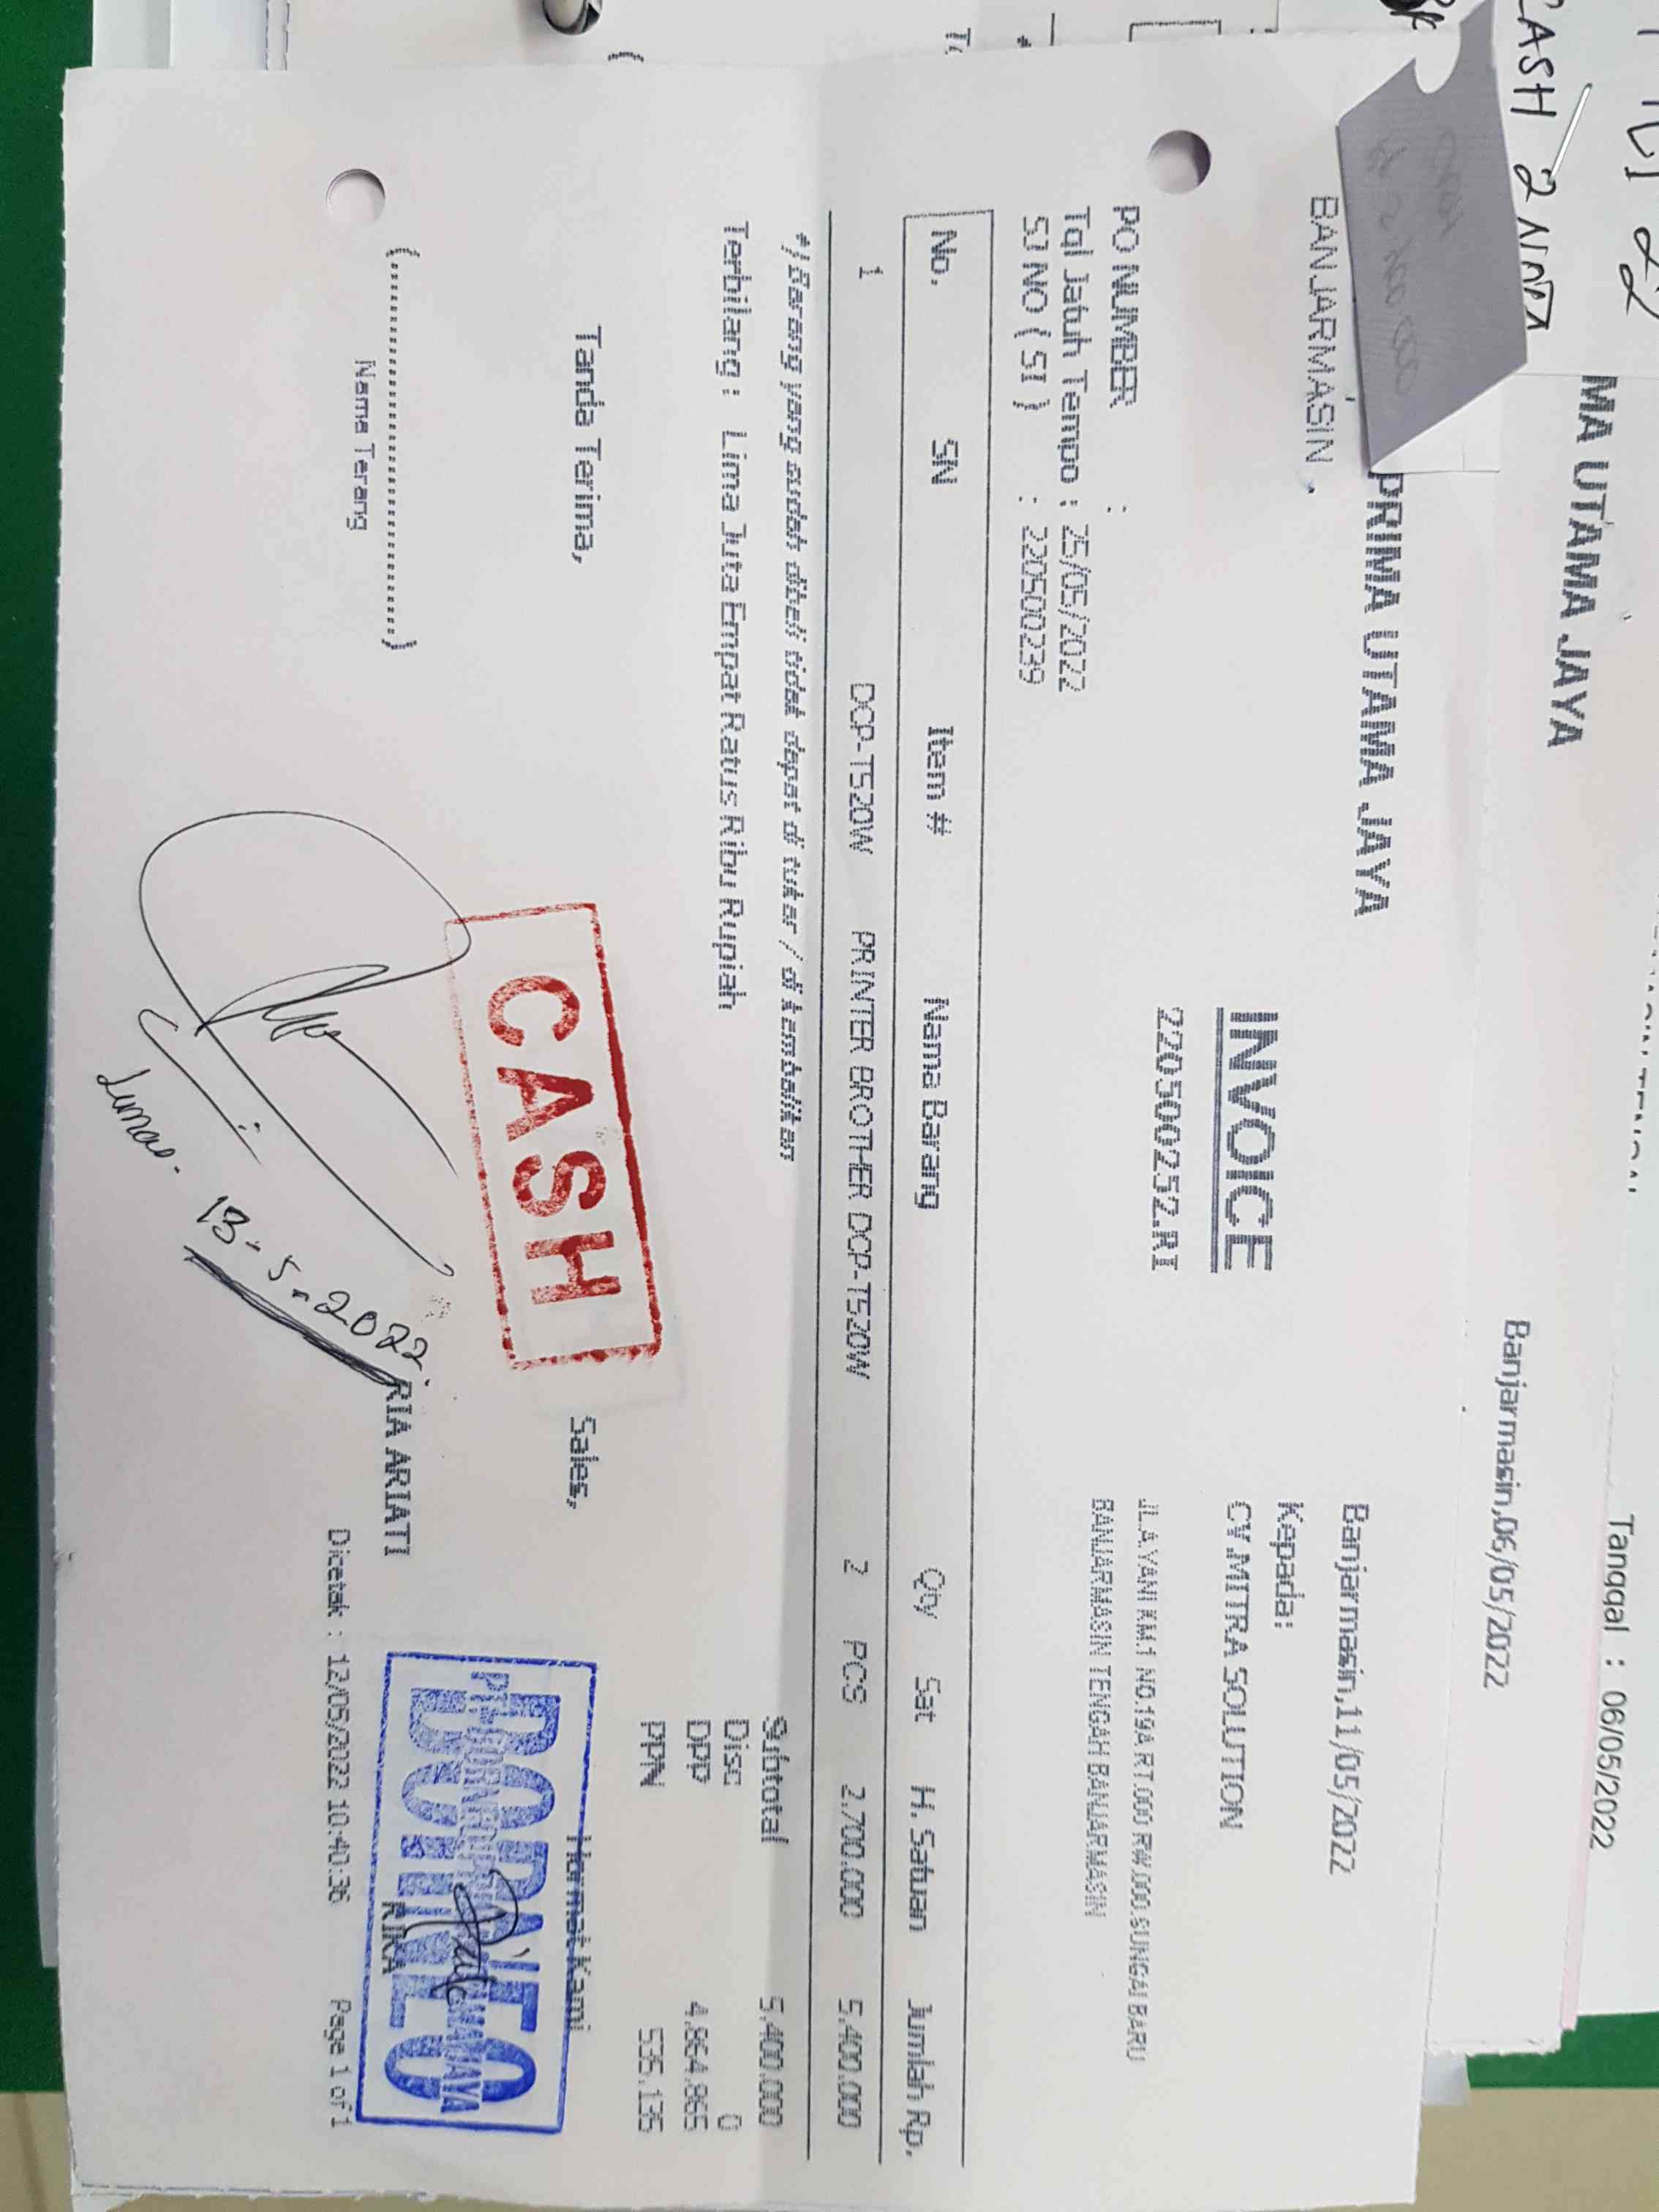 CASH 2 NOTA
MA UTAMA JAYA
Tanggal : 06/05/2022
Banjarmasin,06/05/2022
PRIMA UTAMA JAYA
BANJARMASIN .
Banjarmasin,11/05/2022
Kepada:
CV.MITRA SOLUTION
JL.A.YANI KM.1 NO.19A RT.000 RW.000.SUNGAI BARU
BANJARMASIN TENGAH BANJARMASIN
INVOICE
220500252.RI
PO NUMBER :
Tgl Jatuh Tempo : 25/05/2022
SJ NO ( SI ) : 220500239
No. SN Item # Nama Barang Qty Sat H. Satuan Jumlah Rp.
1 DCP-T520W PRINTER BROTHER DCP-T520W 2 PCS 2.700.000 5.400.000
*) Barang yang sudah dibeli tidak dapat di tukar / di kembalikan
Terbilang : Lima Juta Empat Ratus Ribu Rupiah
Subtotal 5.400.000
Disc 0
DPP 4.864.865
PPN 535.135
Tanda Terima,
Sales,
Hormat Kami
CASH
BORNEO
(..............................)
Nama Terang
RIA ARIATI
RIKA
13-5-2022
Dicetak : 12/05/2022 10:40:36
Page 1 of 1